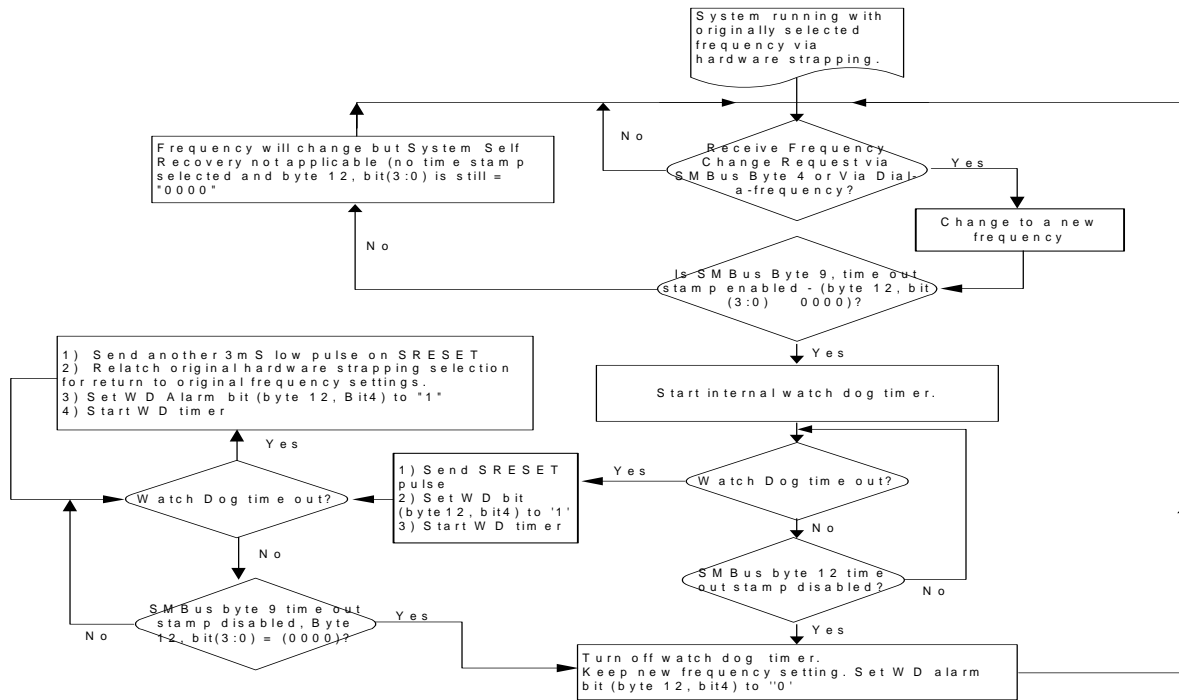 System running with
originally selected
frequency via
hardware strapping.
No
Receive Frequency
Change Request via
SMBus Byte 4 or Via Dial-
a-frequency?
Yes
Frequency will change but System Self
Recovery not applicable (no time stamp
selected and byte 12, bit(3:0) is still =
"0000"
Change to a new
frequency
No
Is SMBus Byte 9, time out
stamp enabled - (byte 12, bit
(3:0) 0000)?
Yes
1) Send another 3mS low pulse on SRESET
2) Relatch original hardware strapping selection
for return to original frequency settings.
3) Set WD Alarm bit (byte 12, Bit4) to "1"
4) Start WD timer
Start internal watch dog timer.
Yes
Watch Dog time out?
1) Send SRESET
pulse
2) Set WD bit
(byte12, bit4) to '1'
3) Start WD timer
Yes
Watch Dog time out?
No
No
SMBus byte 12 time
out stamp disabled?
No
SMBus byte 9 time out
stamp disabled, Byte
12, bit(3:0) = (0000)?
No
Yes
Yes
Turn off watch dog timer.
Keep new frequency setting. Set WD alarm
bit (byte 12, bit4) to ''0'